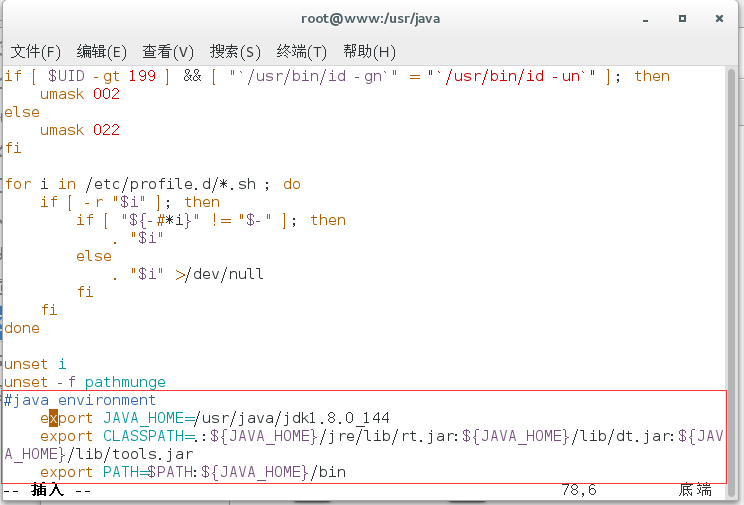 root@www:/usr/java
文件(F) 编辑(E) 查看(V) 搜索(S) 终端(T) 帮助(H)
if [ $UID -gt 199 ] && [ "`/usr/bin/id -gn`" = "`/usr/bin/id -un`" ]; then
    umask 002
else
    umask 022
fi

for i in /etc/profile.d/*.sh ; do
    if [ -r "$i" ]; then
        if [ "${-#*i}" != "$-" ]; then
            . "$i"
        else
            . "$i" >/dev/null
        fi
    fi
done

unset i
unset -f pathmunge
#java environment
    export JAVA_HOME=/usr/java/jdk1.8.0_144
    export CLASSPATH=.:${JAVA_HOME}/jre/lib/rt.jar:${JAVA_HOME}/lib/dt.jar:${JAV
A_HOME}/lib/tools.jar
    export PATH=$PATH:${JAVA_HOME}/bin
-- 插入 -- 78,6 底端